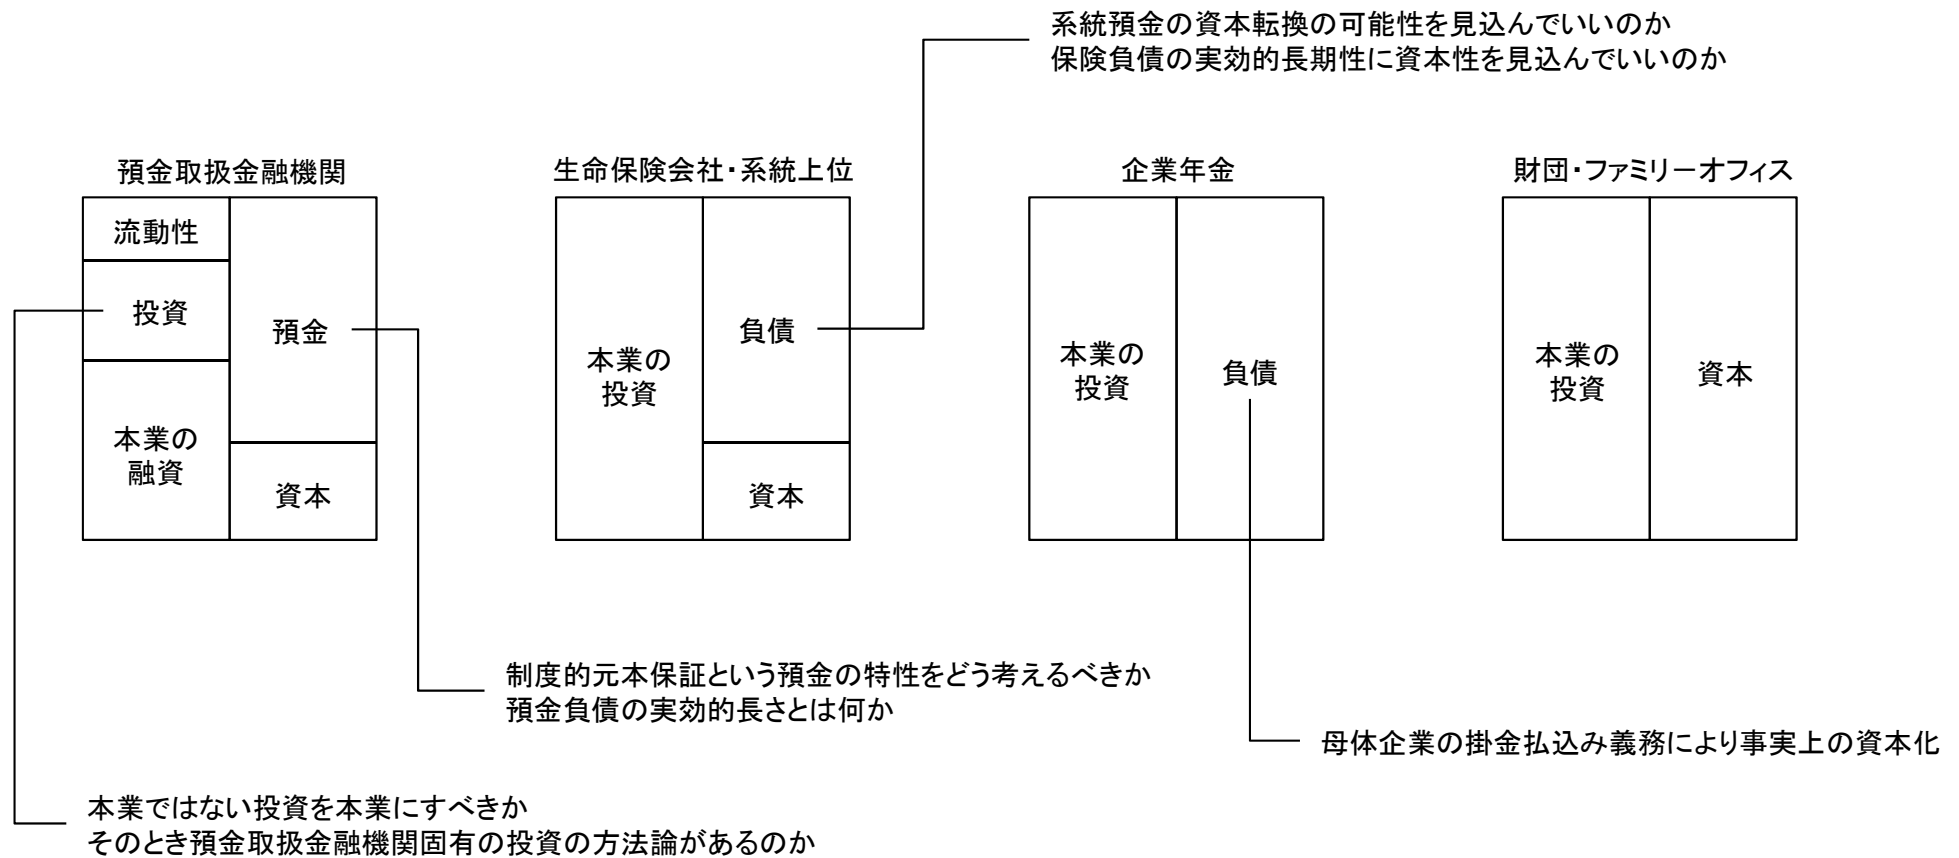 系統預金の資本転換の可能性を見込んでいいのか
保険負債の実効的長期性に資本性を見込んでいいのか
預金取扱金融機関
流動性
投資
本業の
融資
預金
資本
生命保険会社・系統上位
本業の
投資
負債
資本
企業年金
本業の
投資
負債
財団・ファミリーオフィス
本業の
投資
資本
制度的元本保証という預金の特性をどう考えるべきか
預金負債の実効的長さとは何か
母体企業の掛金払込み義務により事実上の資本化
本業ではない投資を本業にすべきか
そのとき預金取扱金融機関固有の投資の方法論があるのか